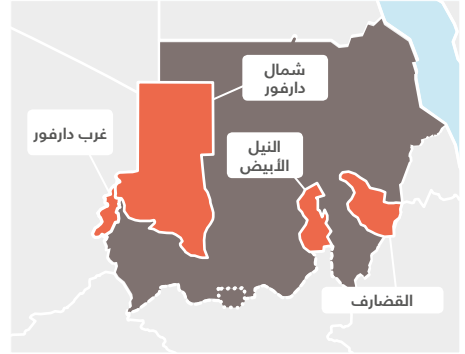 شمال
دارفور
غرب دارفور
النيل
الأبيض
القضارف